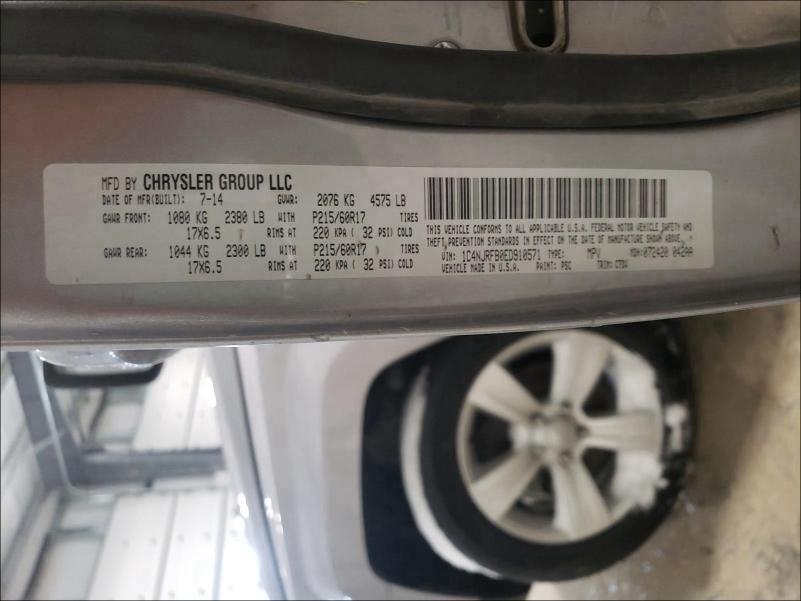 MFD BY CHRYSLER GROUP LLC
DATE OF MFR(BUILT): 7-14 GVWR: 2076 KG 4575 LB
GAWR FRONT: 1080 KG 2380 LB WITH P215/60R17 TIRES
17X6.5 RIMS AT 220 KPA ( 32 PSI) COLD
GAWR REAR: 1044 KG 2300 LB WITH P215/60R17 TIRES
17X6.5 RIMS AT 220 KPA ( 32 PSI) COLD
THIS VEHICLE CONFORMS TO ALL APPLICABLE U.S.A. FEDERAL MOTOR VEHICLE SAFETY AND
THEFT PREVENTION STANDARDS IN EFFECT ON THE DATE OF MANUFACTURE SHOWN ABOVE.
VIN: 1C4NJRFB0ED910571 TYPE: MPV MDH: 072420 042AA
VEHICLE MADE IN U.S.A. PAINT: PSC TRIM: